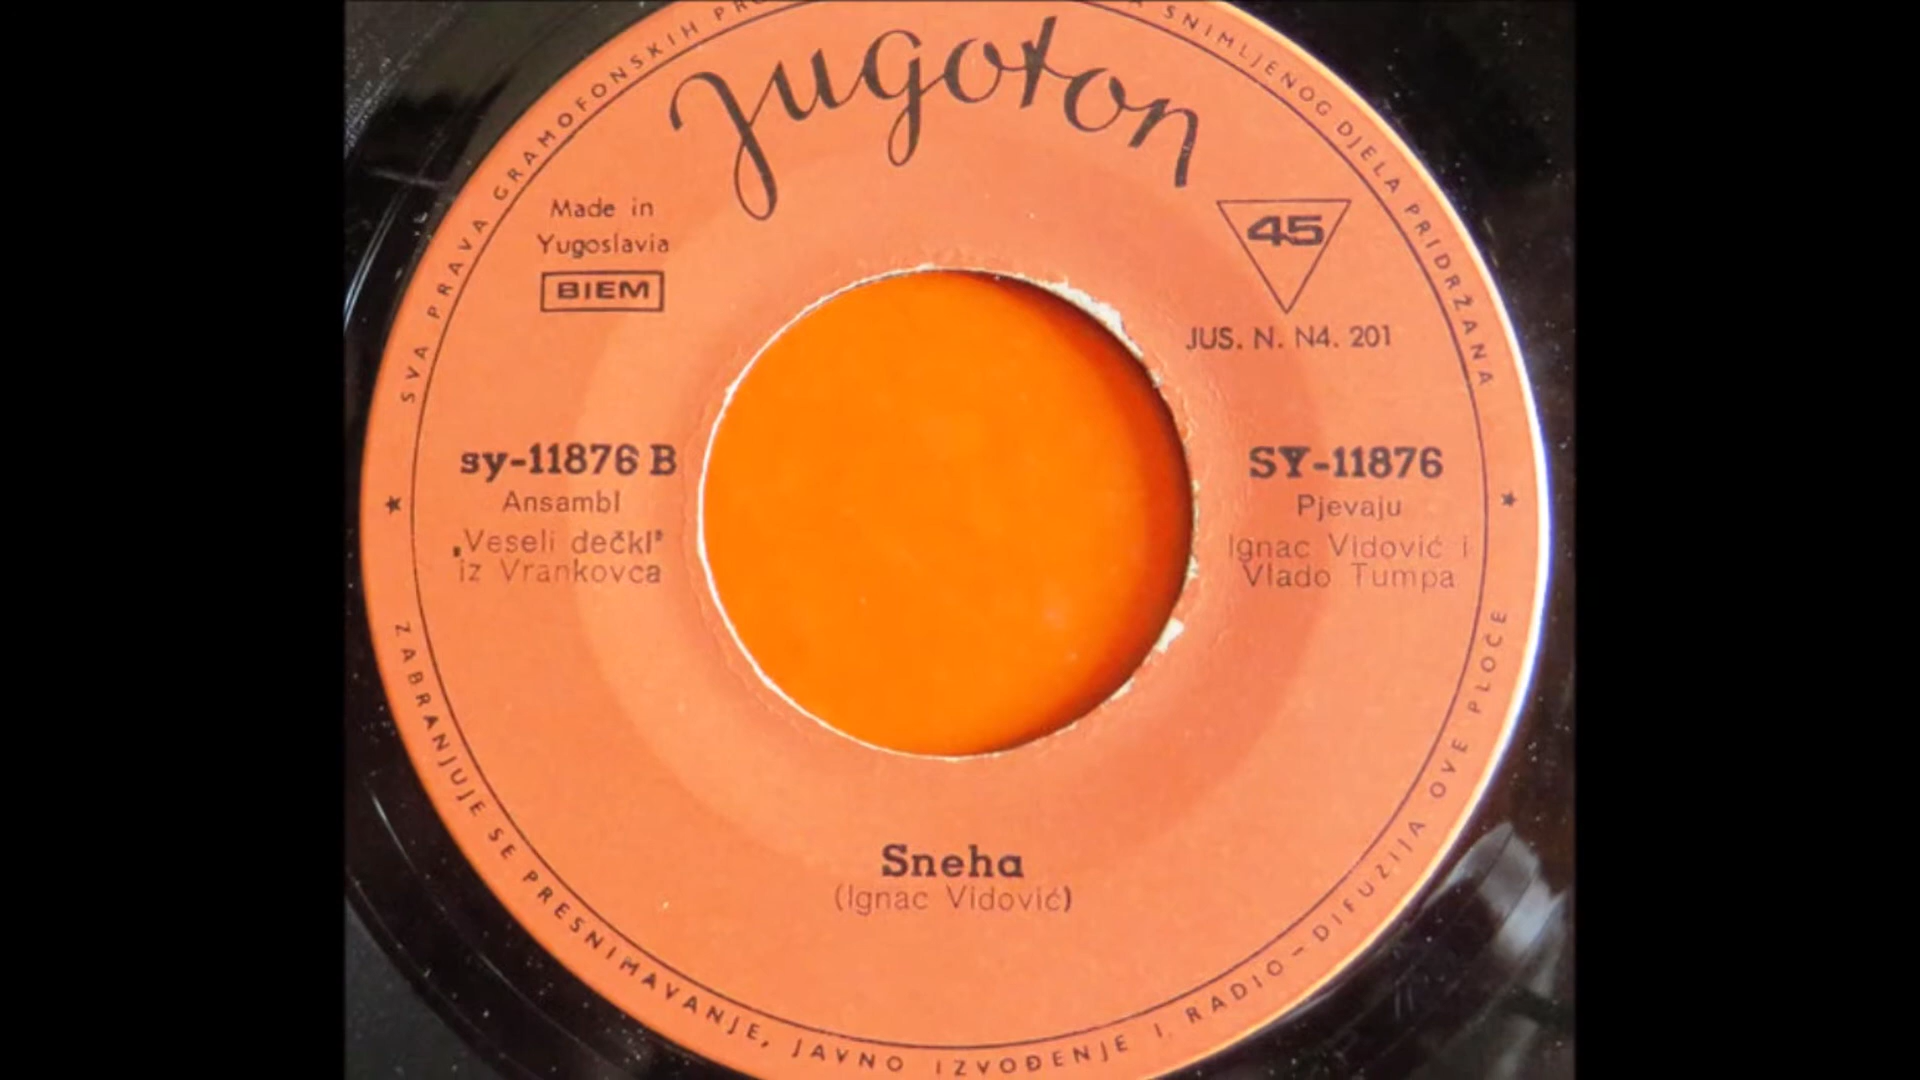 SVA PRAVA GRAMOFONSKIH
SNIMLJENOG DJELA PRIDRŽANA
Jugoton
Made in
Yugoslavia
BIEM
45
JUS. N. N4. 201
sy-11876 B
Ansambl
„Veseli dečki”
iz Vrankovca
SY-11876
Pjevaju
Ignac Vidović i
Vlado Tumpa
Sneha
(Ignac Vidović)
ZABRANJUJE SE PRESNIMAVANJE, JAVNO IZVOĐENJE I RADIO-DIFUZIJA OVE PLOČE